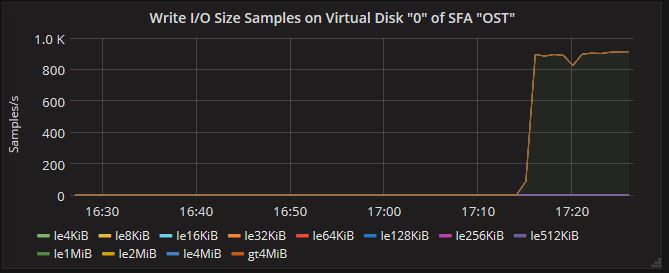 Write I/O Size Samples on Virtual Disk "0" of SFA "OST"
Samples/s
1.0 K
800
600
400
200
0
16:30 16:40 16:50 17:00 17:10 17:20
le4KiB le8KiB le16KiB le32KiB le64KiB le128KiB le256KiB le512KiB
le1MiB le2MiB le4MiB gt4MiB